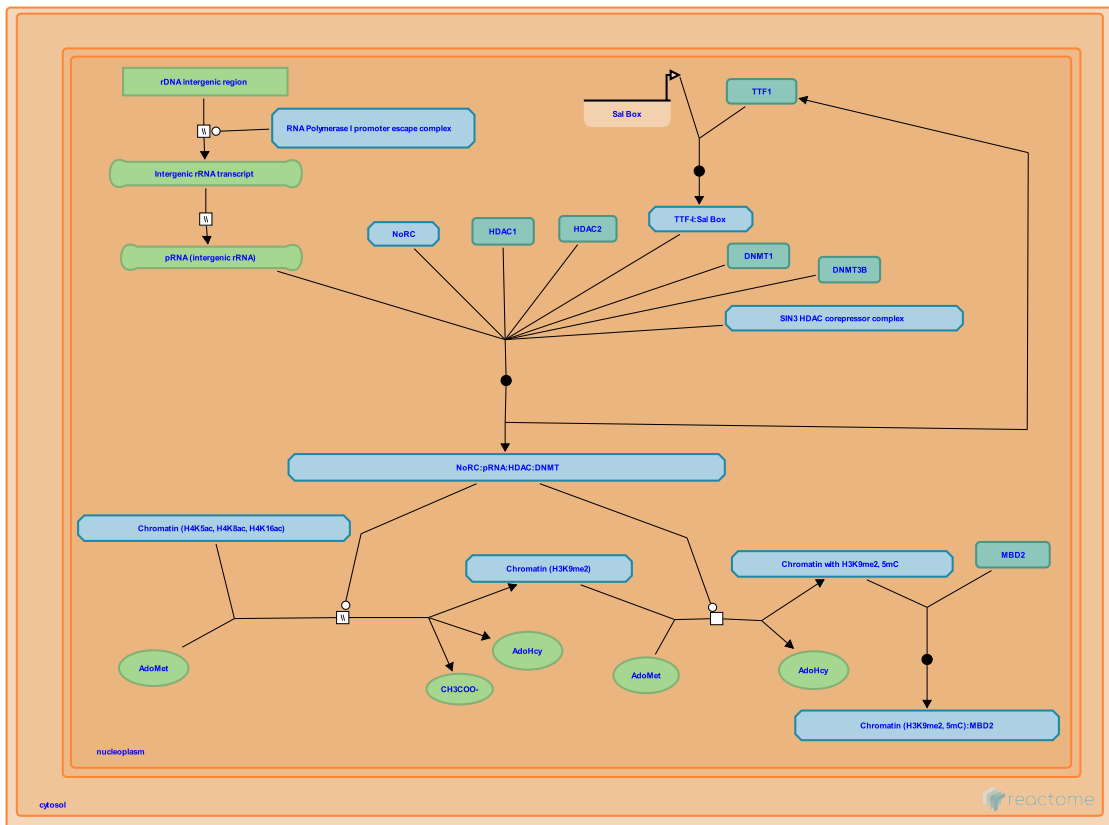 rDNA intergenic region
Sal Box
TTF1
RNA Polymerase I promoter escape complex
Intergenic rRNA transcript
NoRC
HDAC1
HDAC2
TTF-I:Sal Box
pRNA (intergenic rRNA)
DNMT1
DNMT3B
SIN3 HDAC corepressor complex
NoRC:pRNA:HDAC:DNMT
Chromatin (H4K5ac, H4K8ac, H4K16ac)
Chromatin (H3K9me2)
Chromatin with H3K9me2, 5mC
MBD2
AdoMet
AdoHcy
CH3COO-
AdoMet
AdoHcy
Chromatin (H3K9me2, 5mC):MBD2
nucleoplasm
cytosol
reactome